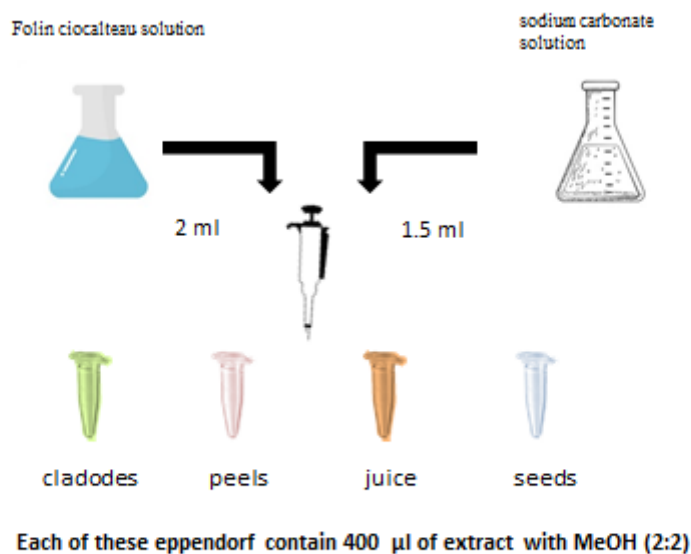 Folin ciocalteau solution
sodium carbonate
solution
2 ml
1.5 ml
cladodes
peels
juice
seeds
Each of these eppendorf contain 400 µl of extract with MeOH (2:2)